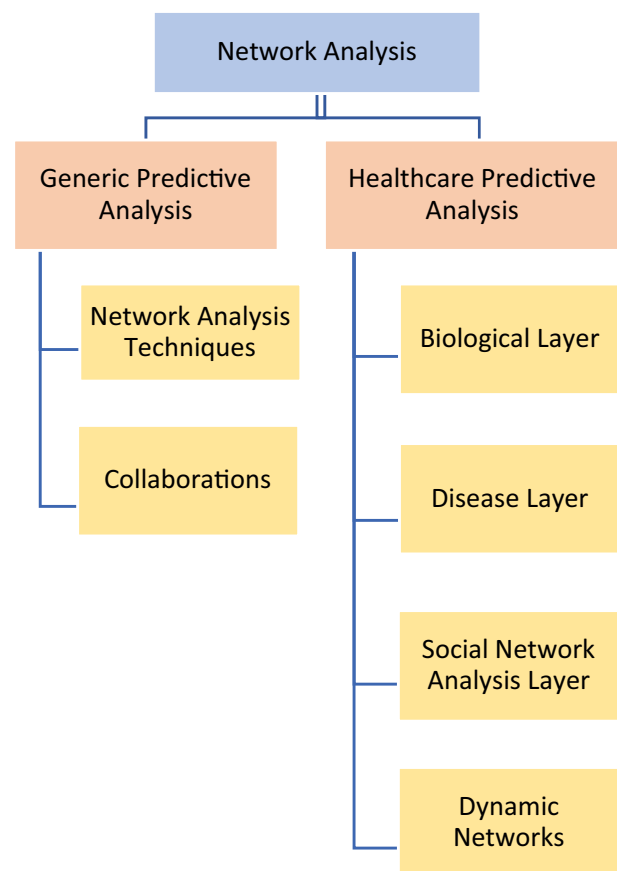 Network Analysis
Generic Predictive
Analysis
Healthcare Predictive
Analysis
Network Analysis
Techniques
Collaborations
Biological Layer
Disease Layer
Social Network
Analysis Layer
Dynamic
Networks